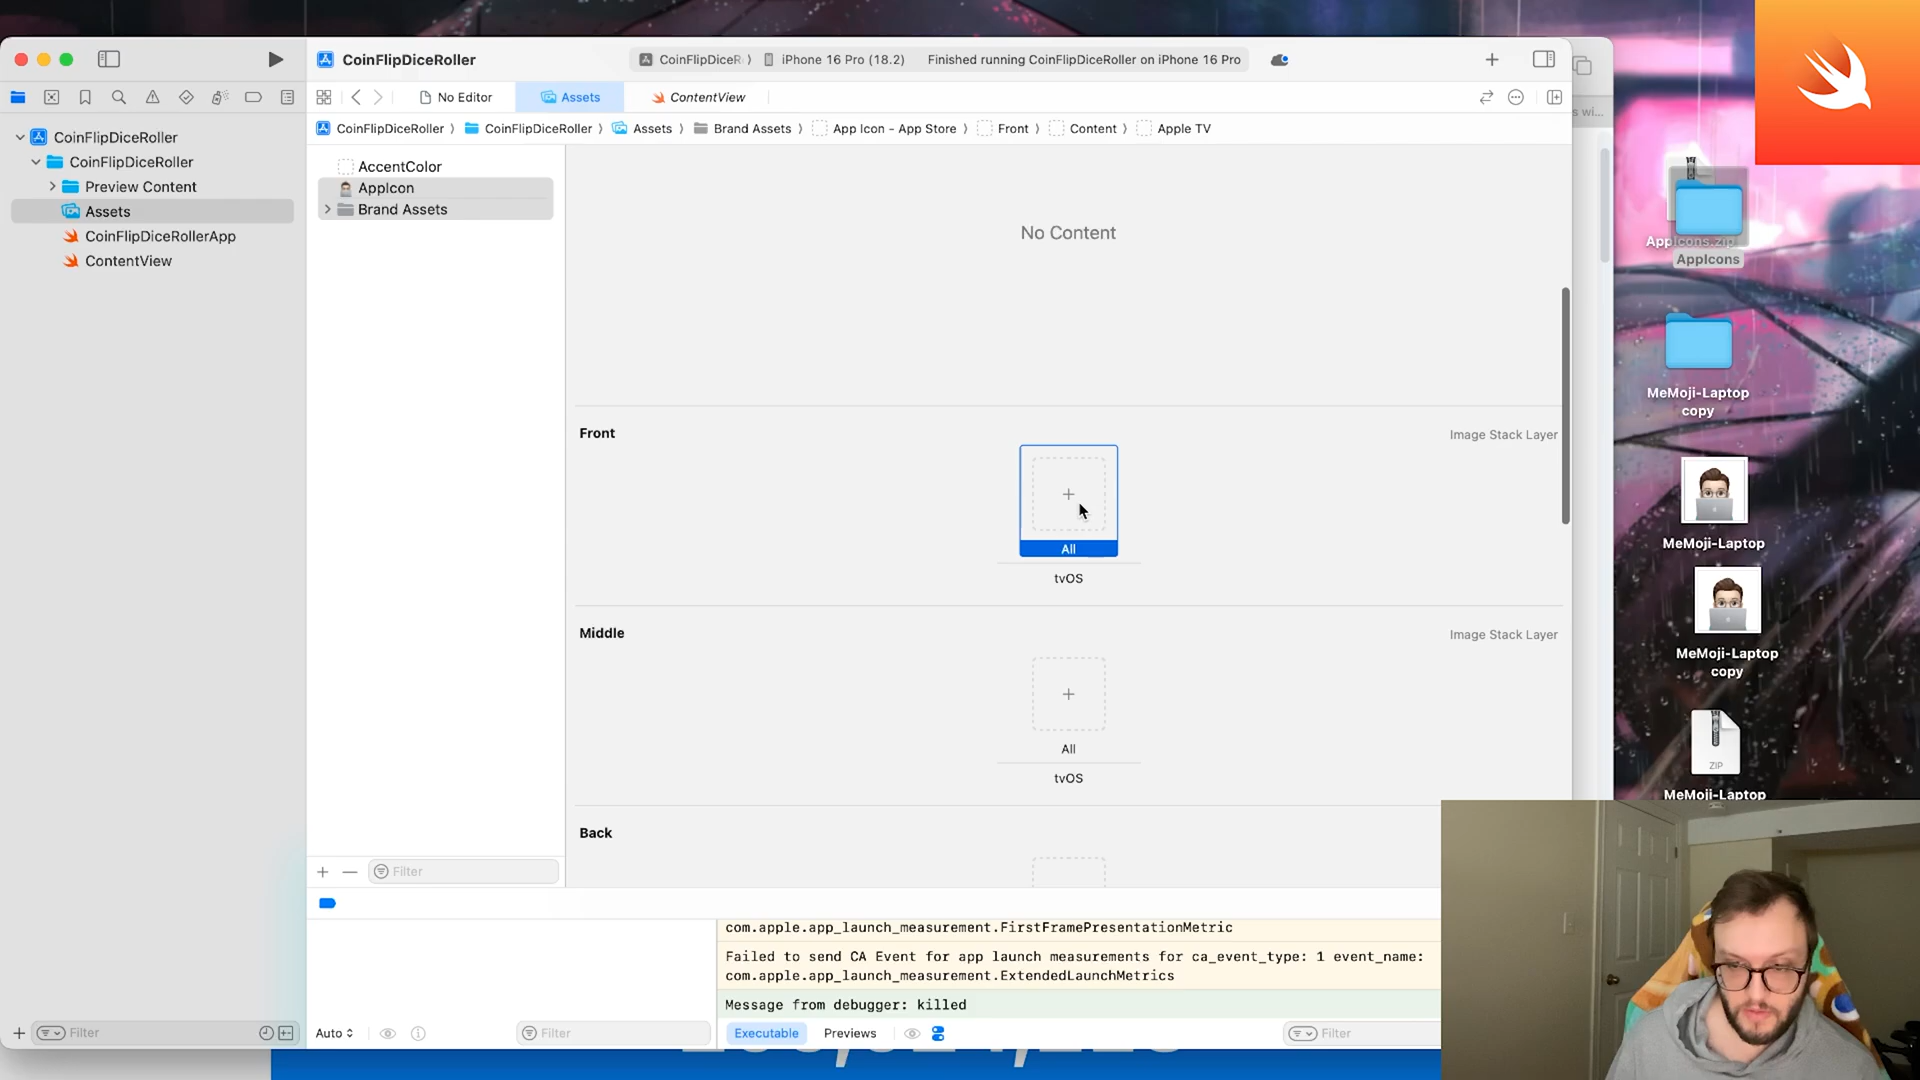 CoinFlipDiceRoller
CoinFlipDiceR
iPhone 16 Pro (18.2)
Finished running CoinFlipDiceRoller on iPhone 16 Pro
No Editor
Assets
ContentView
s wi...
CoinFlipDiceRoller
CoinFlipDiceRoller
Assets
Brand Assets
App Icon - App Store
Front
Content
Apple TV
CoinFlipDiceRoller
CoinFlipDiceRoller
Preview Content
Assets
CoinFlipDiceRollerApp
ContentView
AccentColor
AppIcon
Brand Assets
No Content
Front
Image Stack Layer
All
tvOS
Middle
Image Stack Layer
All
tvOS
Back
Filter
com.apple.app_launch_measurement.FirstFramePresentationMetric
Failed to send CA Event for app launch measurements for ca_event_type: 1 event_name:
com.apple.app_launch_measurement.ExtendedLaunchMetrics
Message from debugger: killed
Filter
Auto
Filter
Executable
Previews
Filter
AppIcons.zip
AppIcons
MeMoji-Laptop
copy
MeMoji-Laptop
MeMoji-Laptop
copy
ZIP
MeMoji-Laptop